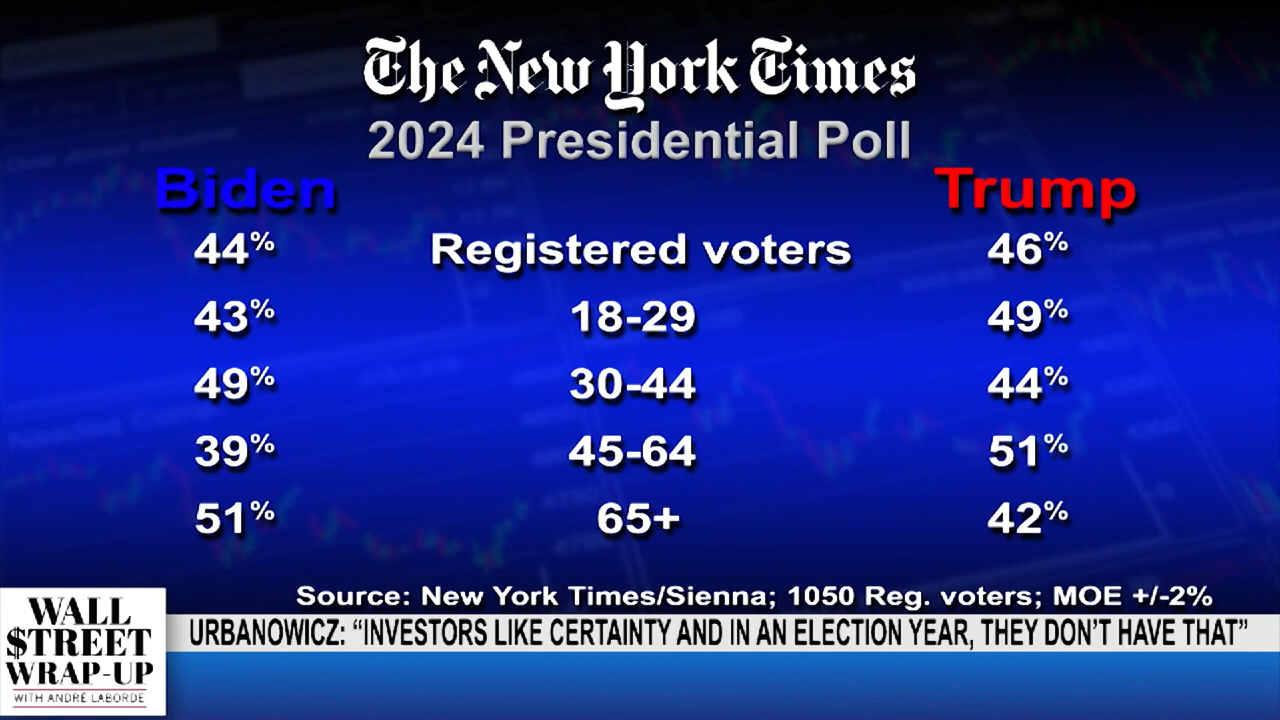 The New York Times
2024 Presidential Poll
Biden Trump
44% Registered voters 46%
43% 18-29 49%
49% 30-44 44%
39% 45-64 51%
51% 65+ 42%
Source: New York Times/Sienna; 1050 Reg. voters; MOE +/-2%
URBANOWICZ: “INVESTORS LIKE CERTAINTY AND IN AN ELECTION YEAR, THEY DON’T HAVE THAT”
WALL
$TREET
WRAP-UP
WITH ANDRÉ LABORDE